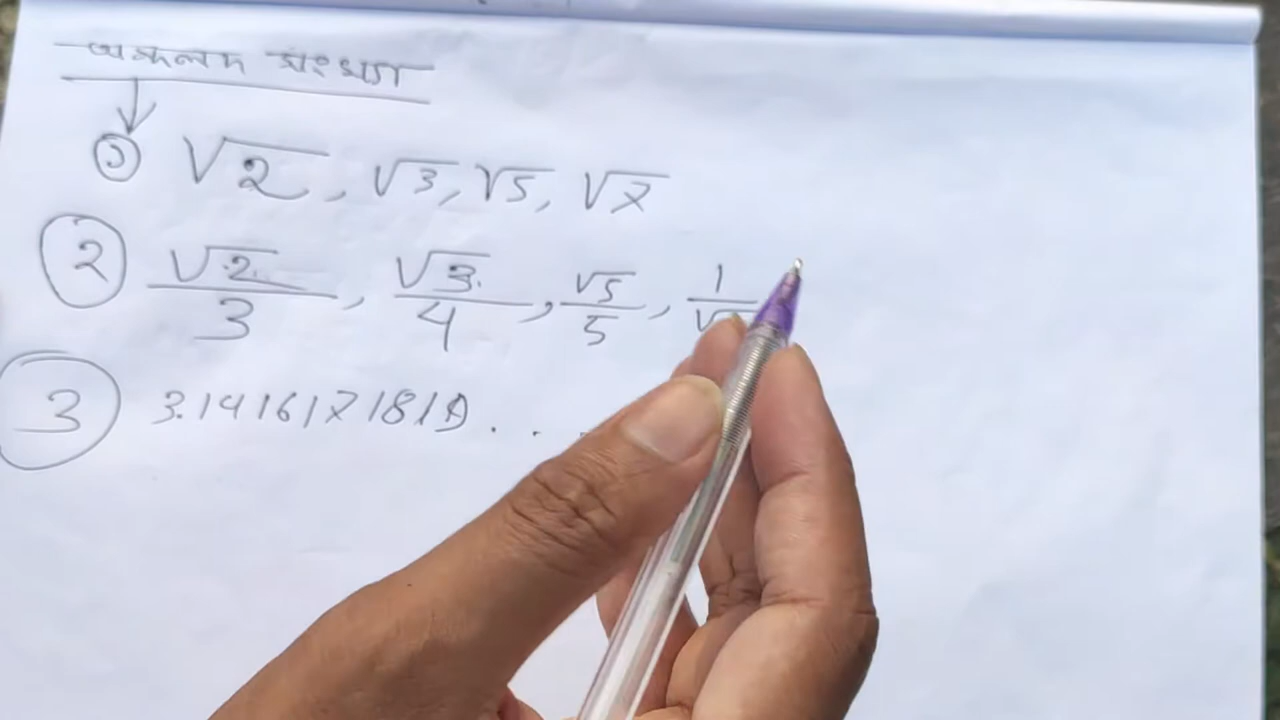 অমূলদ সংখ্যা
① √2, √3, √5, √7
② √2/3, √3/4, √5/5, 1/√
③ 3.1416171819...